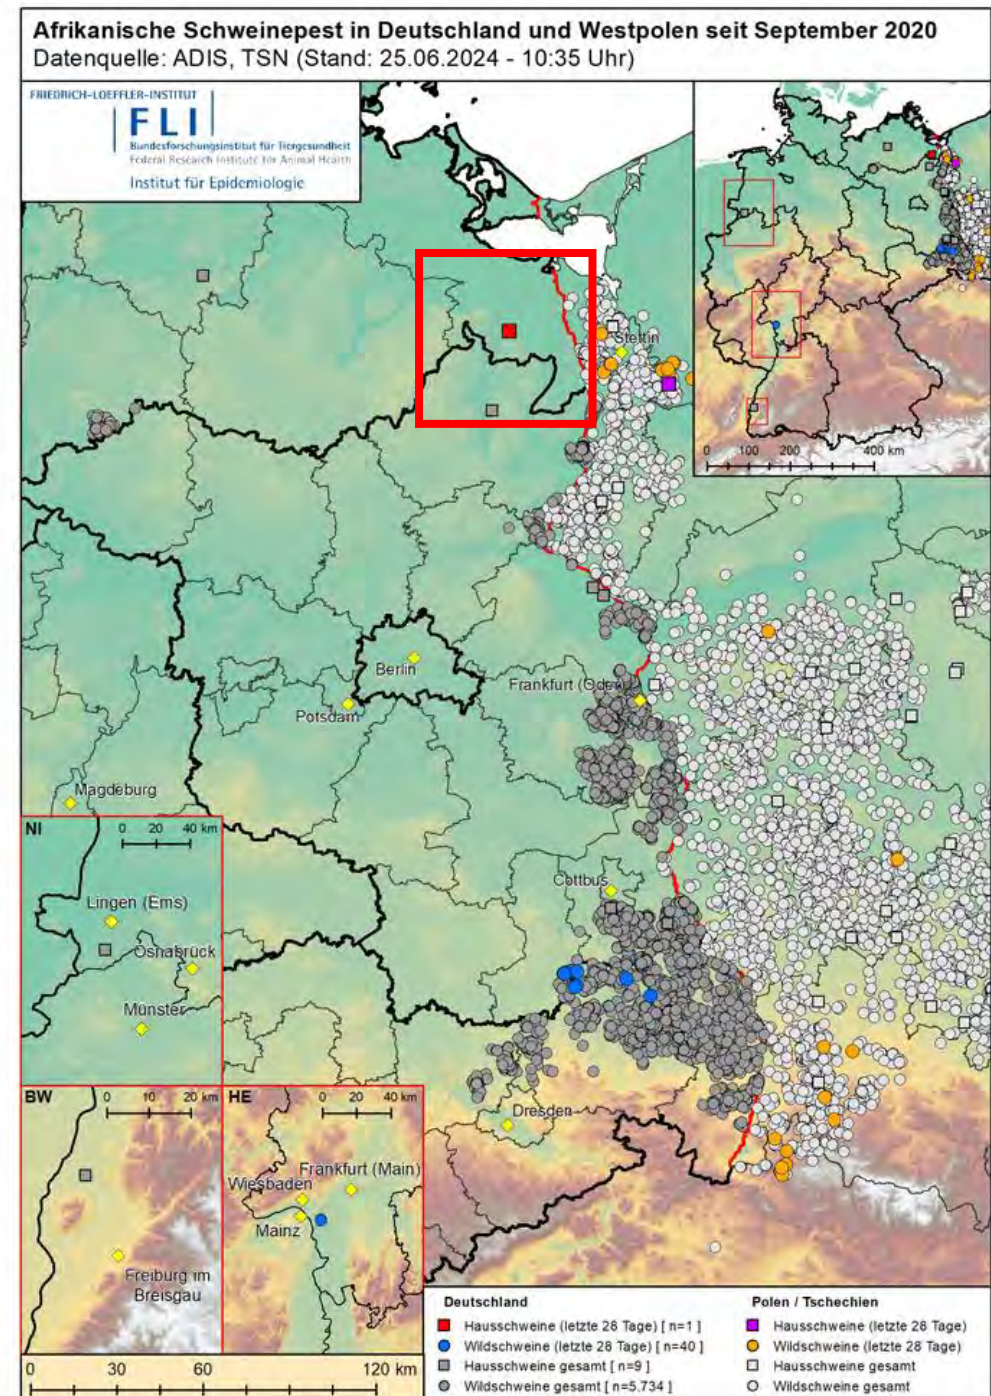 Afrikanische Schweinepest in Deutschland und Westpolen seit September 2020
Datenquelle: ADIS, TSN (Stand: 25.06.2024 - 10:35 Uhr)
FRIEDRICH-LOEFFLER-INSTITUT
FLI
Bundesforschungsinstitut für Tiergesundheit
Federal Research Institute for Animal Health
Institut für Epidemiologie
Stettin
0 100 200 400 km
Berlin
Potsdam
Frankfurt (Oder)
Magdeburg
NI
0 20 40 km
Lingen (Ems)
Osnabrück
Münster
Cottbus
Dresden
BW
0 10 20 km
Freiburg im
Breisgau
HE
0 20 40 km
Frankfurt (Main)
Wiesbaden
Mainz
0 30 60 120 km
Deutschland
Hausschweine (letzte 28 Tage) [ n=1 ]
Wildschweine (letzte 28 Tage) [ n=40 ]
Hausschweine gesamt [ n=9 ]
Wildschweine gesamt [ n=5.734 ]
Polen / Tschechien
Hausschweine (letzte 28 Tage)
Wildschweine (letzte 28 Tage)
Hausschweine gesamt
Wildschweine gesamt